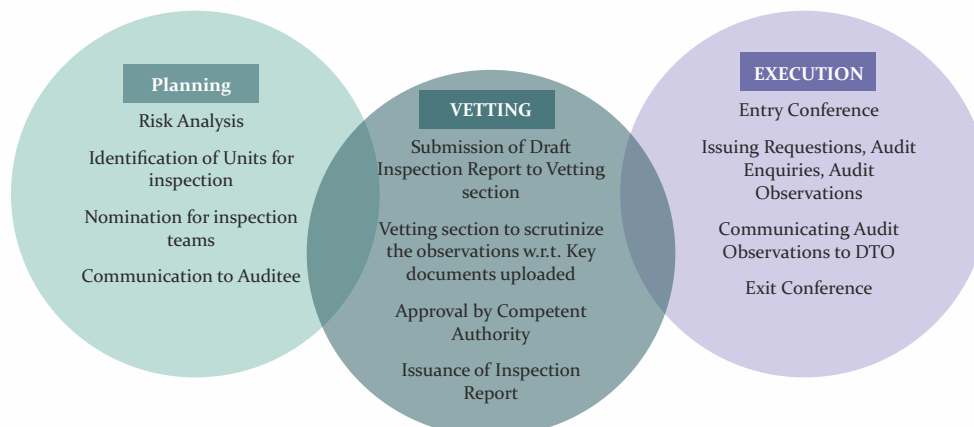 Planning
Risk Analysis
Identification of Units for
inspection
Nomination for inspection
teams
Communication to Auditee
VETTING
Submission of Draft
Inspection Report to Vetting
section
Vetting section to scrutinize
the observations w.r.t. Key
documents uploaded
Approval by Competent
Authority
Issuance of Inspection
Report
EXECUTION
Entry Conference
Issuing Requestions, Audit
Enquiries, Audit
Observations
Communicating Audit
Observations to DTO
Exit Conference